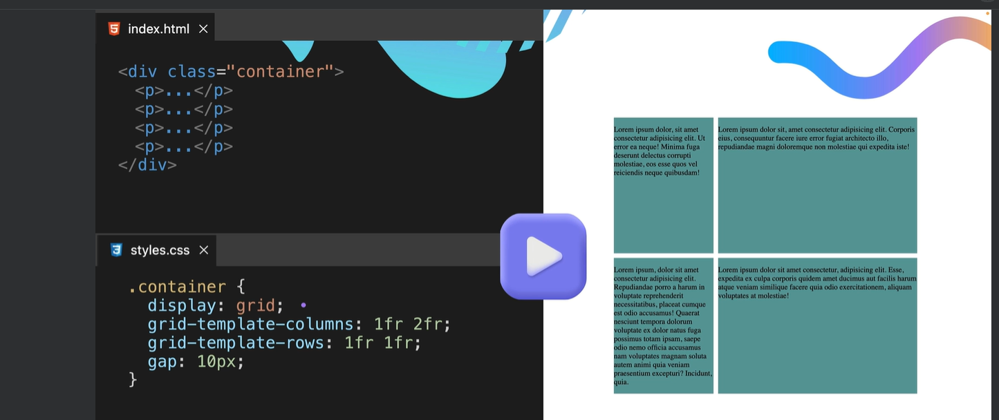 index.html ×
<div class="container">
<p>...</p>
<p>...</p>
<p>...</p>
<p>...</p>
</div>
styles.css ×
.container {
display: grid;
grid-template-columns: 1fr 2fr;
grid-template-rows: 1fr 1fr;
gap: 10px;
}
Lorem ipsum dolor, sit amet
consectetur adipisicing elit. Ut
error ea neque! Minima fuga
deserunt delectus corrupti
molestiae, eos esse quos vel
reiciendis neque quibusdam!
Lorem ipsum dolor sit, amet consectetur adipisicing elit. Corporis
eius, consequuntur facere iure error fugiat architecto illo,
repudiandae magni doloremque non molestiae qui expedita iste!
Lorem ipsum, dolor sit amet
consectetur adipisicing elit.
Repudiandae porro a harum in
voluptate reprehenderit
necessitatibus, placeat cumque
est odio accusamus! Quaerat
nesciunt tempora dolorum
voluptate ex dolor natus fuga
possimus totam ipsam, saepe
odio nemo officia accusamus
nam voluptates magnam soluta
autem animi quia veniam
praesentium excepturi? Incidunt,
quia.
Lorem ipsum dolor sit amet consectetur, adipisicing elit. Esse,
expedita ex culpa corporis quidem amet ducimus aut facilis harum
atque veniam similique facere quia odio exercitationem, aliquam
voluptates at molestiae!